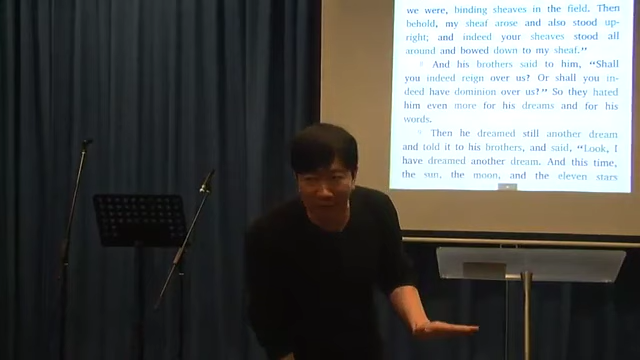 we were, binding sheaves in the field. Then
behold, my sheaf arose and also stood up-
right; and indeed your sheaves stood all
around and bowed down to my sheaf."
And his brothers said to him, "Shall
you indeed reign over us? Or shall you in-
deed have dominion over us?" So they hated
him even more for his dreams and for his
words.
Then he dreamed still another dream
and told it to his brothers, and said, "Look, I
have dreamed another dream. And this time,
the sun, the moon, and the eleven stars